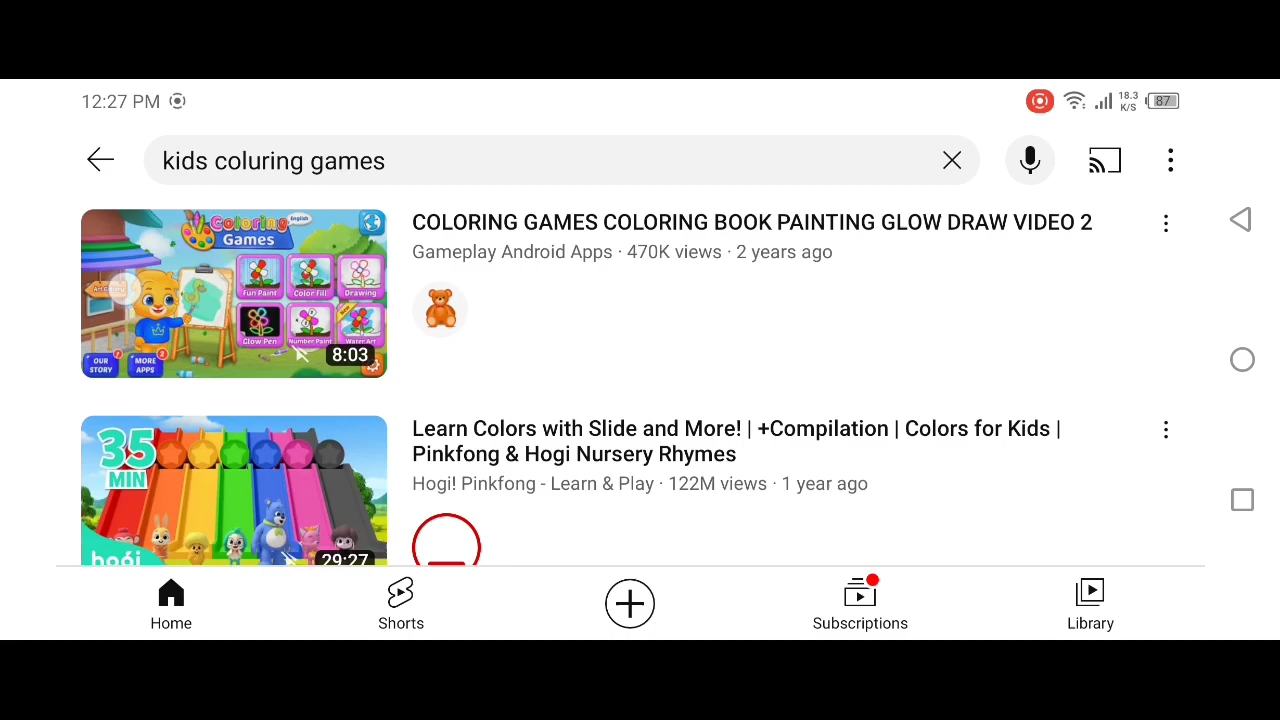 12:27 PM
18.3
K/S
87
kids coluring games
Coloring
English
Games
Art Gallery
Fun Paint
Color Fill
Drawing
Glow Pen
Number Paint
Water Art
OUR
STORY
MORE
APPS
8:03
COLORING GAMES COLORING BOOK PAINTING GLOW DRAW VIDEO 2
Gameplay Android Apps · 470K views · 2 years ago
35
MIN
hogi
29:27
Learn Colors with Slide and More! | +Compilation | Colors for Kids |
Pinkfong & Hogi Nursery Rhymes
Hogi! Pinkfong - Learn & Play · 122M views · 1 year ago
Home
Shorts
Subscriptions
Library